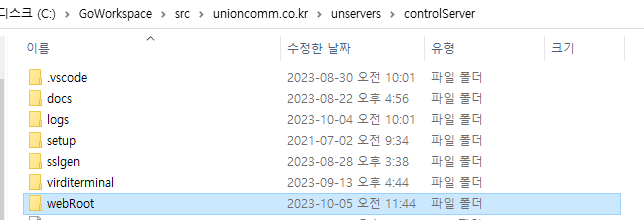 디스크 (C:) > GoWorkspace > src > unioncomm.co.kr > unservers > controlServer
이름 수정한 날짜 유형 크기
.vscode 2023-08-30 오전 10:01 파일 폴더
docs 2023-08-22 오후 4:56 파일 폴더
logs 2023-10-04 오전 10:01 파일 폴더
setup 2021-07-02 오전 9:34 파일 폴더
sslgen 2023-08-28 오후 3:38 파일 폴더
virditerminal 2023-09-13 오후 4:44 파일 폴더
webRoot 2023-10-05 오전 11:44 파일 폴더